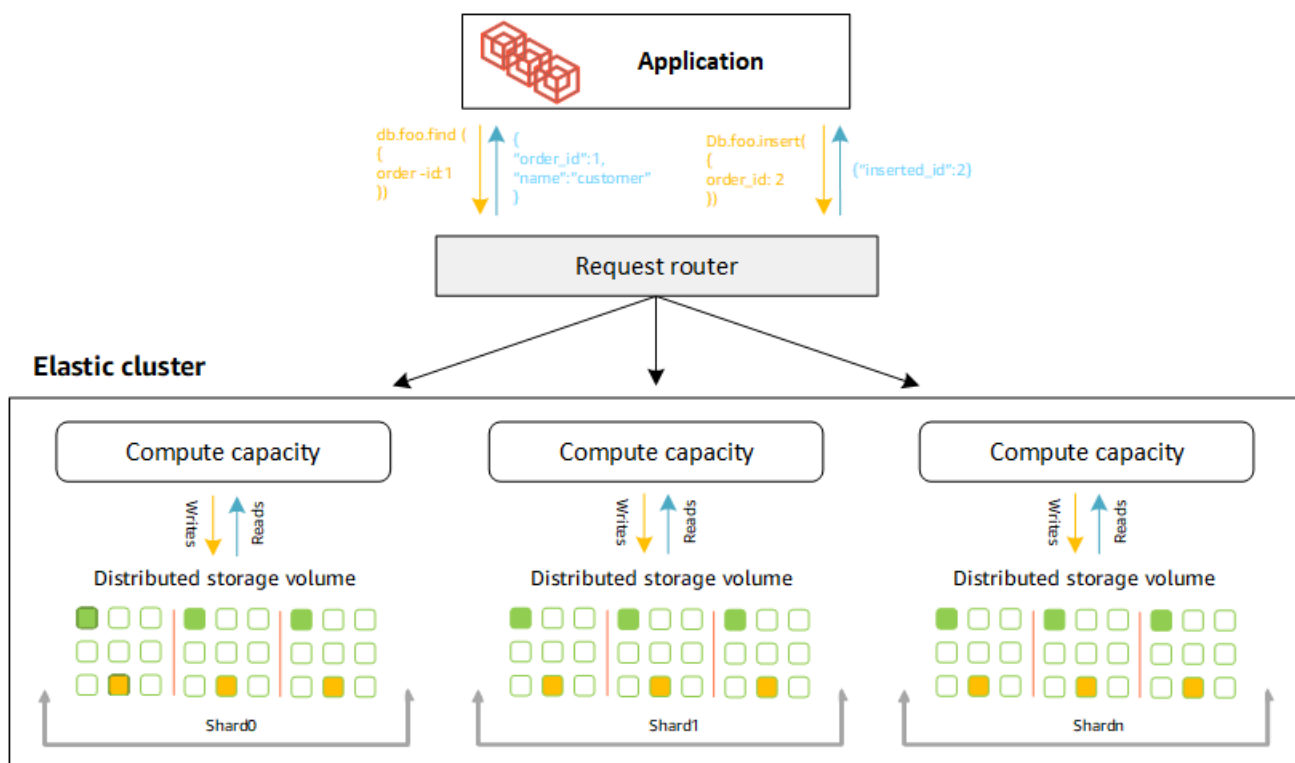 Application
db.foo.find (
{
order -id:1
})
{
"order_id":1,
"name":"customer"
}
Db.foo.insert(
{
order_id: 2
})
{"inserted_id":2}
Request router
Elastic cluster
Compute capacity
Compute capacity
Compute capacity
Writes
Reads
Writes
Reads
Writes
Reads
Distributed storage volume
Distributed storage volume
Distributed storage volume
Shard0
Shard1
Shardn